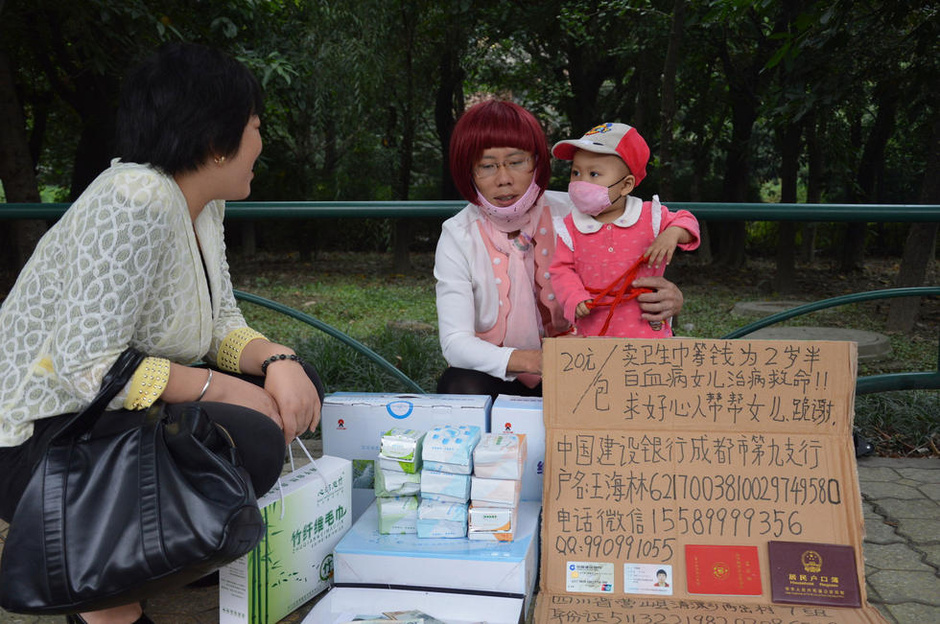 20元/包
卖卫生巾筹钱为2岁半
白血病女儿治病救命!!
求好心人帮帮女儿,跪谢.
中国建设银行成都市第九支行
户名:王海林6217003810029749580
电话微信15589999356
QQ:990991055
居民户口簿
竹纤维毛巾